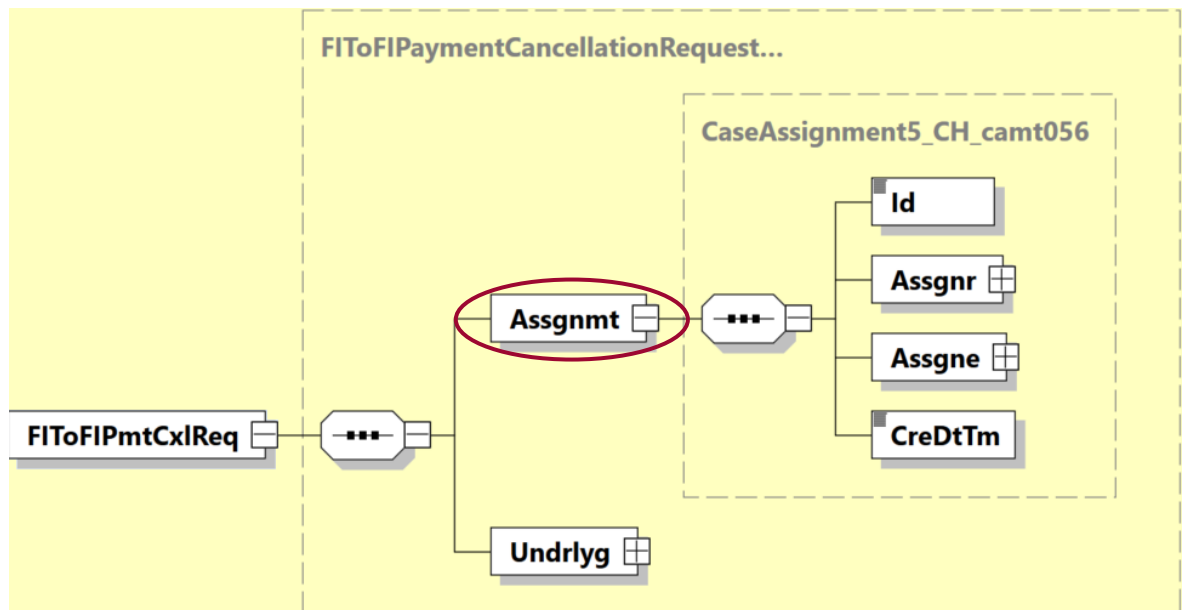 FIToFIPaymentCancellationRequest...
CaseAssignment5_CH_camt056
Id
Assgnr
Assgnmt
Assgne
FIToFIPmtCxlReq
CreDtTm
Undrlyg